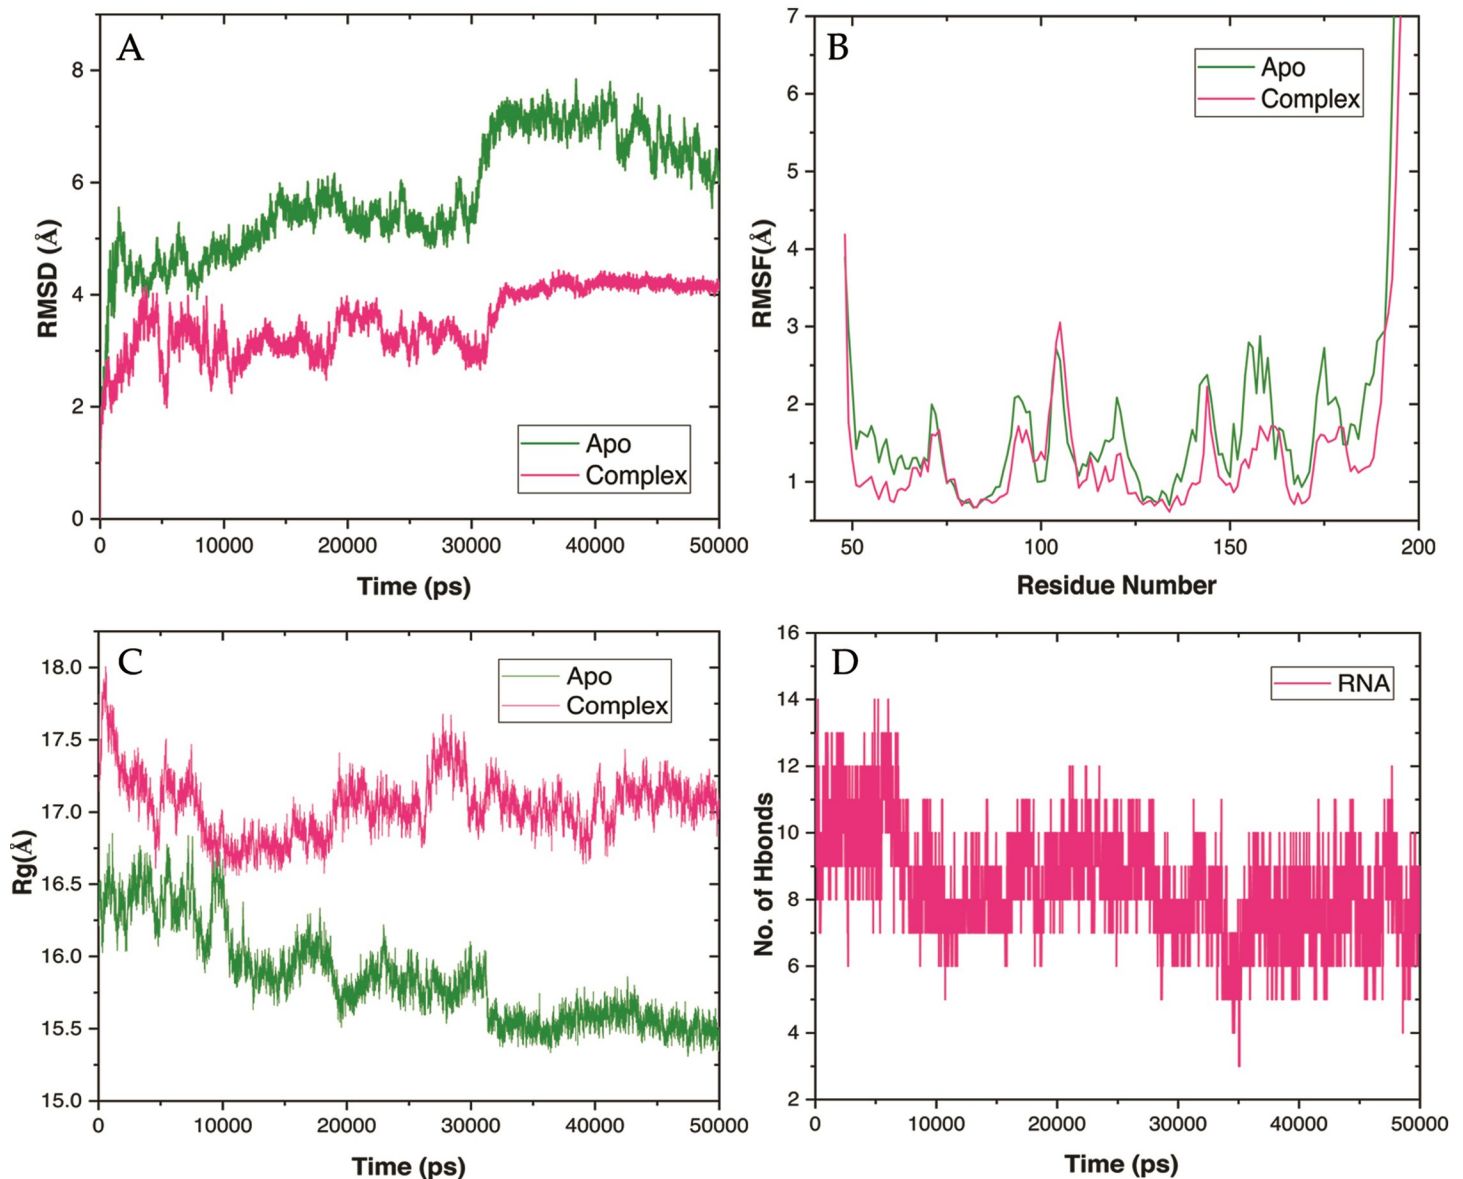 A
RMSD (Å)
8
6
4
2
0
Apo
Complex
0 10000 20000 30000 40000 50000
Time (ps)
B
RMSF(Å)
7
6
5
4
3
2
1
Apo
Complex
50 100 150 200
Residue Number
C
Rg(Å)
18.0
17.5
17.0
16.5
16.0
15.5
15.0
Apo
Complex
0 10000 20000 30000 40000 50000
Time (ps)
D
No. of Hbonds
16
14
12
10
8
6
4
2
RNA
0 10000 20000 30000 40000 50000
Time (ps)